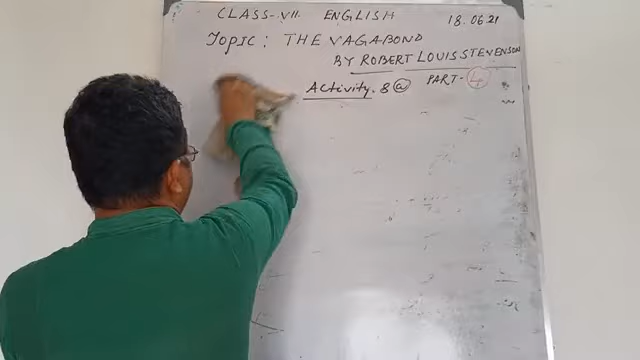 CLASS-VII ENGLISH 18.06.21
Topic: THE VAGABOND
BY ROBERT LOUIS STEVENSON
Activity. 8 (a) PART-4